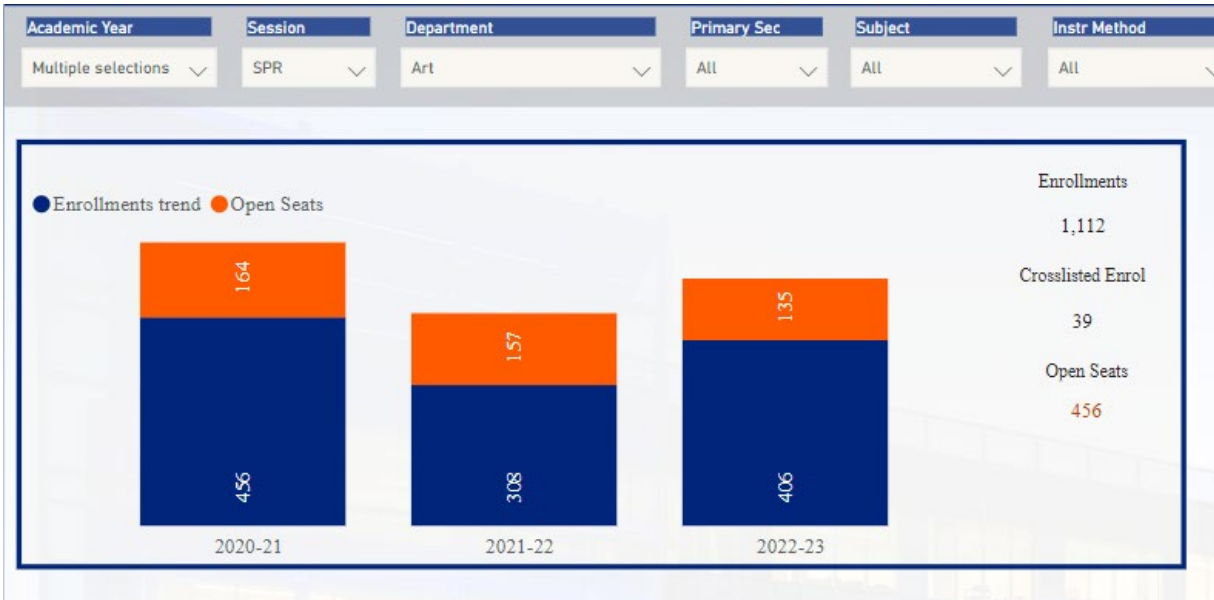 Academic Year Session Department Primary Sec Subject Instr Method
Multiple selections SPR Art All All All
Enrollments trend Open Seats
Enrollments
1,112
Crosslisted Enrol
39
Open Seats
456
164
157
135
456
308
406
2020-21 2021-22 2022-23